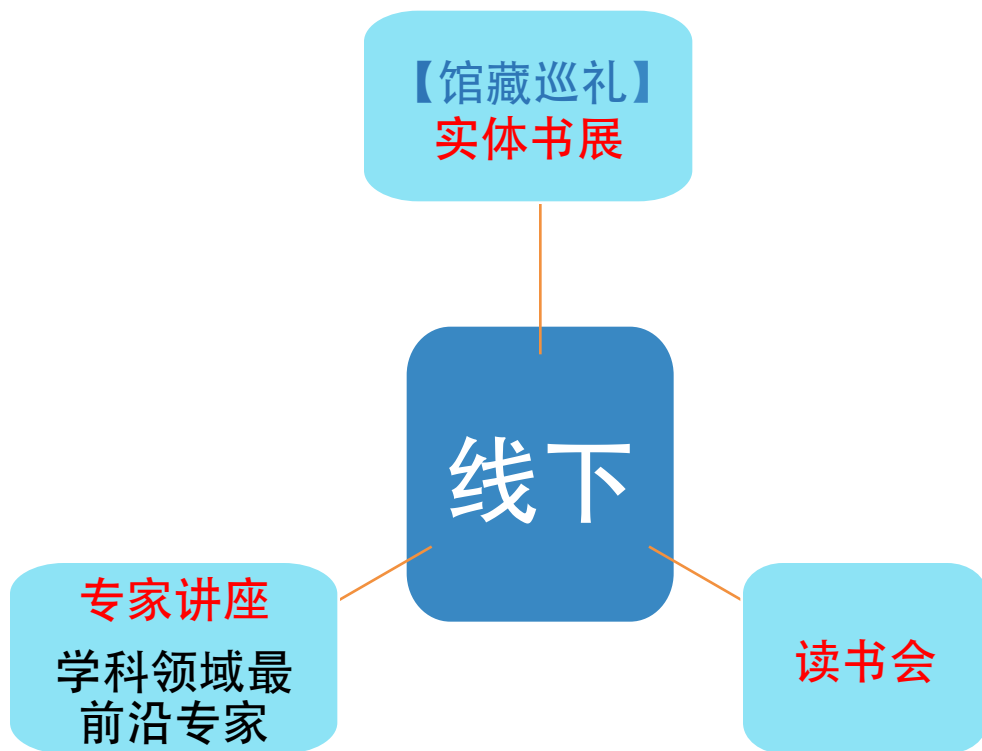 【馆藏巡礼】
实体书展
线下
专家讲座
学科领域最
前沿专家
读书会